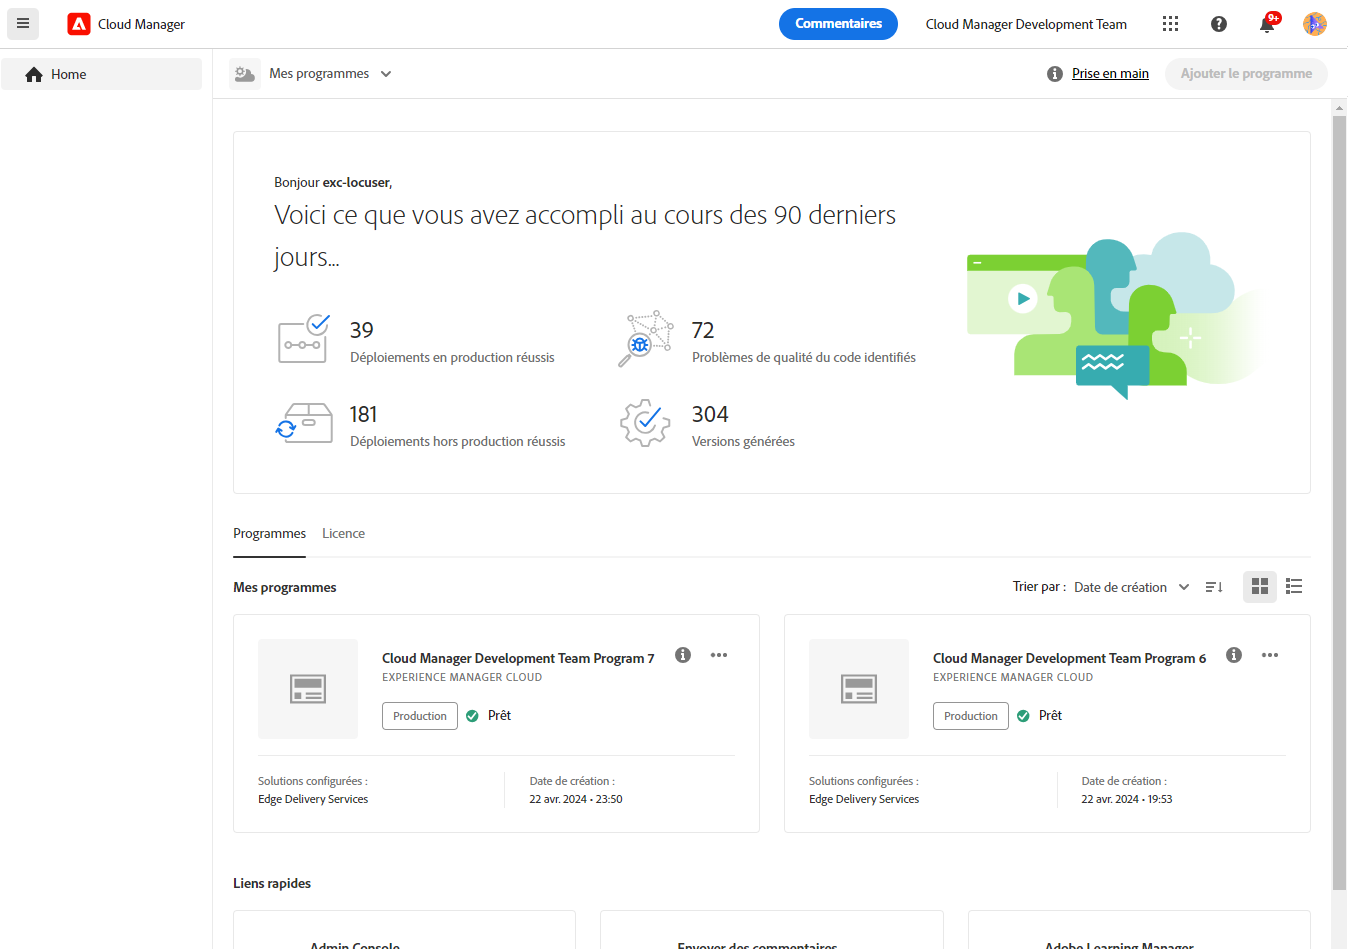 Cloud Manager
Commentaires
Cloud Manager Development Team
9+
Home
Mes programmes
Prise en main
Ajouter le programme
Bonjour exc-locuser,
Voici ce que vous avez accompli au cours des 90 derniers
jours...
39
Déploiements en production réussis
72
Problèmes de qualité du code identifiés
181
Déploiements hors production réussis
304
Versions générées
Programmes
Licence
Mes programmes
Trier par :
Date de création
Cloud Manager Development Team Program 7
EXPERIENCE MANAGER CLOUD
Production
Prêt
Solutions configurées :
Edge Delivery Services
Date de création :
22 avr. 2024 • 23:50
Cloud Manager Development Team Program 6
EXPERIENCE MANAGER CLOUD
Production
Prêt
Solutions configurées :
Edge Delivery Services
Date de création :
22 avr. 2024 • 19:53
Liens rapides
Admin Console
Envoyer des commentaires
Adobe Learning Manager